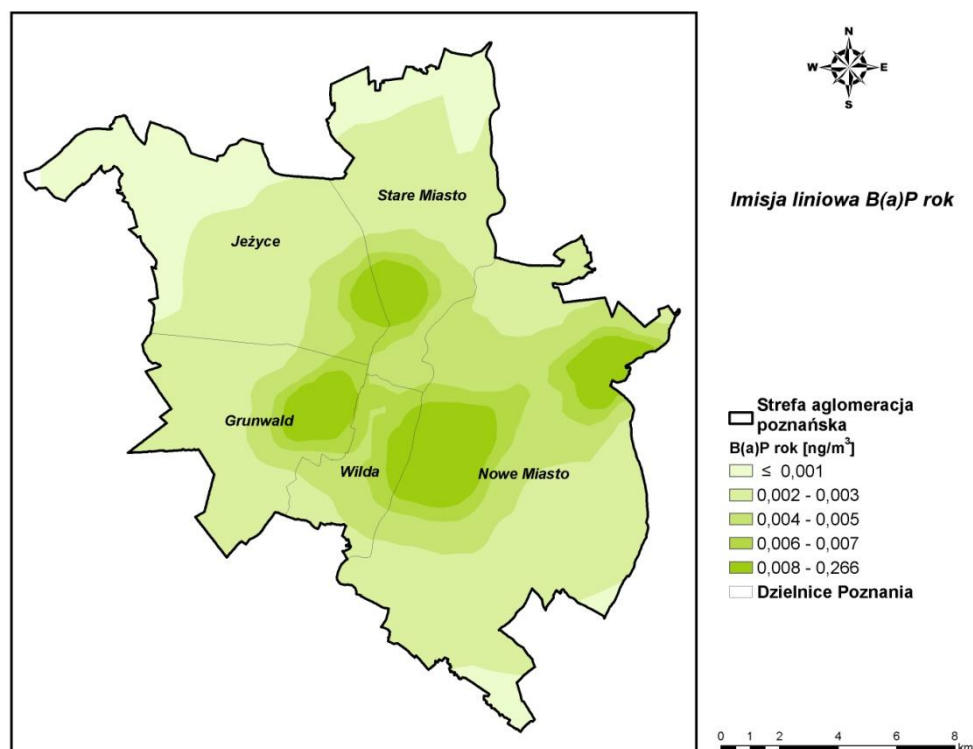 N
W E
S
Imisja liniowa B(a)P rok
Stare Miasto
Jeżyce
Grunwald
Wilda
Nowe Miasto
Strefa aglomeracja
poznańska
B(a)P rok [ng/m³]
≤ 0,001
0,002 - 0,003
0,004 - 0,005
0,006 - 0,007
0,008 - 0,266
Dzielnice Poznania
0 0,5 1 2 4 6 8
km